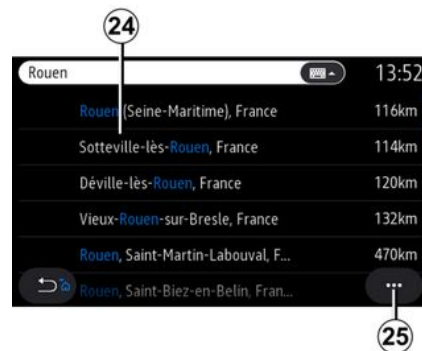 24
Rouen
13:52
Rouen (Seine-Maritime), France 116km
Sotteville-lès-Rouen, France 114km
Déville-lès-Rouen, France 120km
Vieux-Rouen-sur-Bresle, France 132km
Rouen, Saint-Martin-Labouval, F... 470km
Rouen, Saint-Biez-en-Belin, Fran...
25